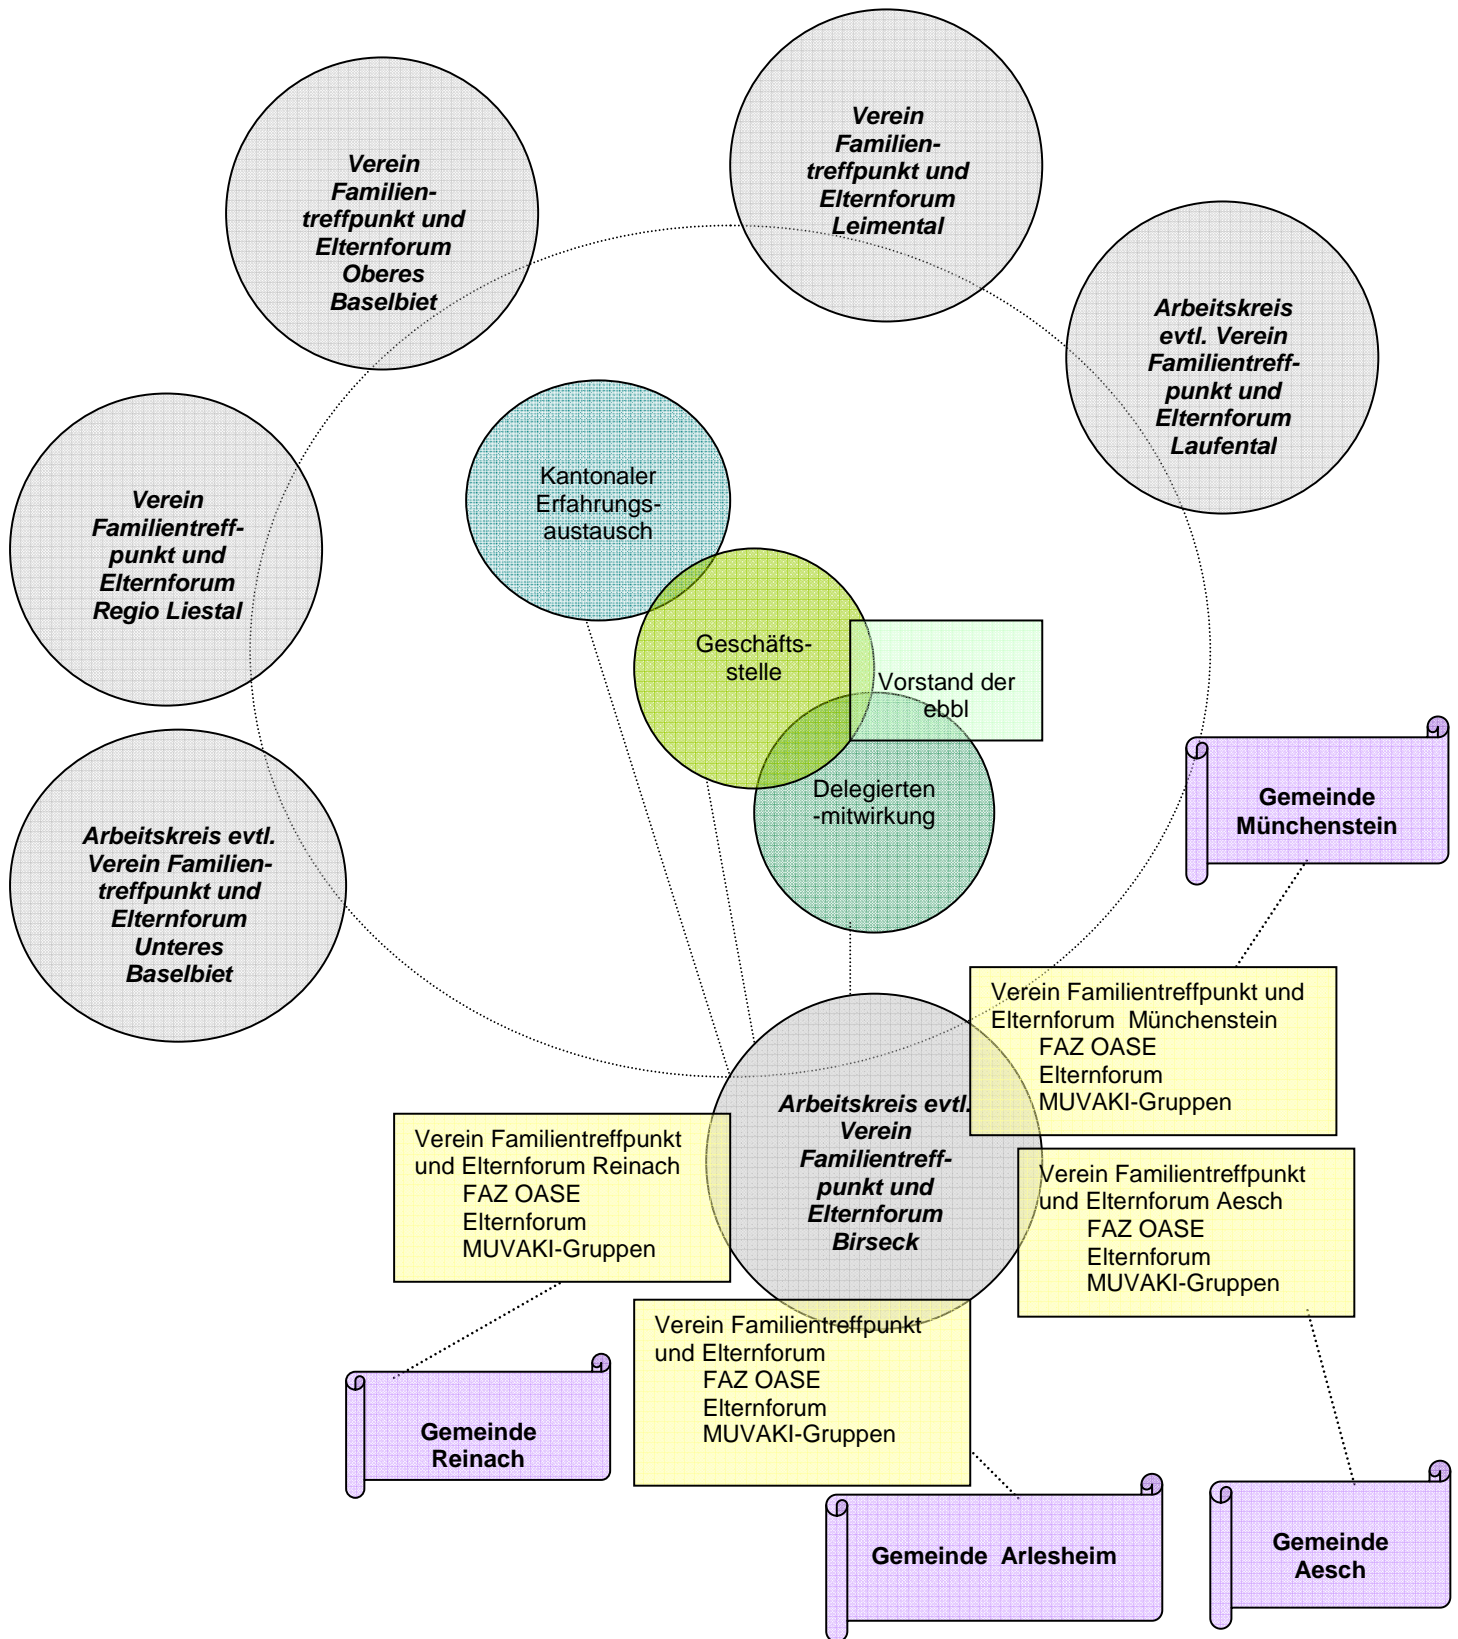 Verein
Familien-
treffpunkt und
Elternforum
Leimental
Verein
Familien-
treffpunkt und
Elternforum
Oberes
Baselbiet
Arbeitskreis
evtl. Verein
Familientreff-
punkt und
Elternforum
Laufental
Verein
Familientreff-
punkt und
Elternforum
Regio Liestal
Kantonaler
Erfahrungs-
austausch
Geschäfts-
stelle
Vorstand der
ebbl
Delegierten
-mitwirkung
Arbeitskreis evtl.
Verein Familien-
treffpunkt und
Elternforum
Unteres
Baselbiet
Gemeinde
Münchenstein
Verein Familientreffpunkt und
Elternforum  Münchenstein
FAZ OASE
Elternforum
MUVAKI-Gruppen
Arbeitskreis evtl.
Verein
Familientreff-
punkt und
Elternforum
Birseck
Verein Familientreffpunkt
und Elternforum Reinach
FAZ OASE
Elternforum
MUVAKI-Gruppen
Verein Familientreffpunkt
und Elternforum Aesch
FAZ OASE
Elternforum
MUVAKI-Gruppen
Verein Familientreffpunkt
und Elternforum
FAZ OASE
Elternforum
MUVAKI-Gruppen
Gemeinde
Reinach
Gemeinde  Arlesheim
Gemeinde
Aesch